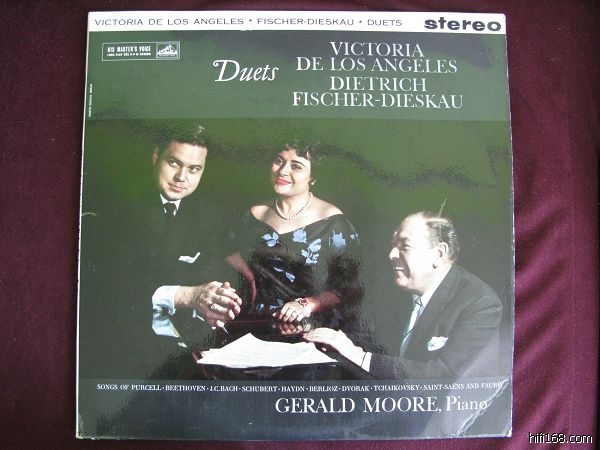 VICTORIA DE LOS ANGELES • FISCHER-DIESKAU • DUETS
stereo
HIS MASTER'S VOICE
Duets
VICTORIA
DE LOS ANGELES
DIETRICH
FISCHER-DIESKAU
SONGS OF PURCELL • BEETHOVEN • J.C. BACH • SCHUBERT • HAYDN • BERLIOZ • DVORAK • TCHAIKOVSKY • SAINT-SAËNS AND FAURÉ
GERALD MOORE, Piano
hifi168.com